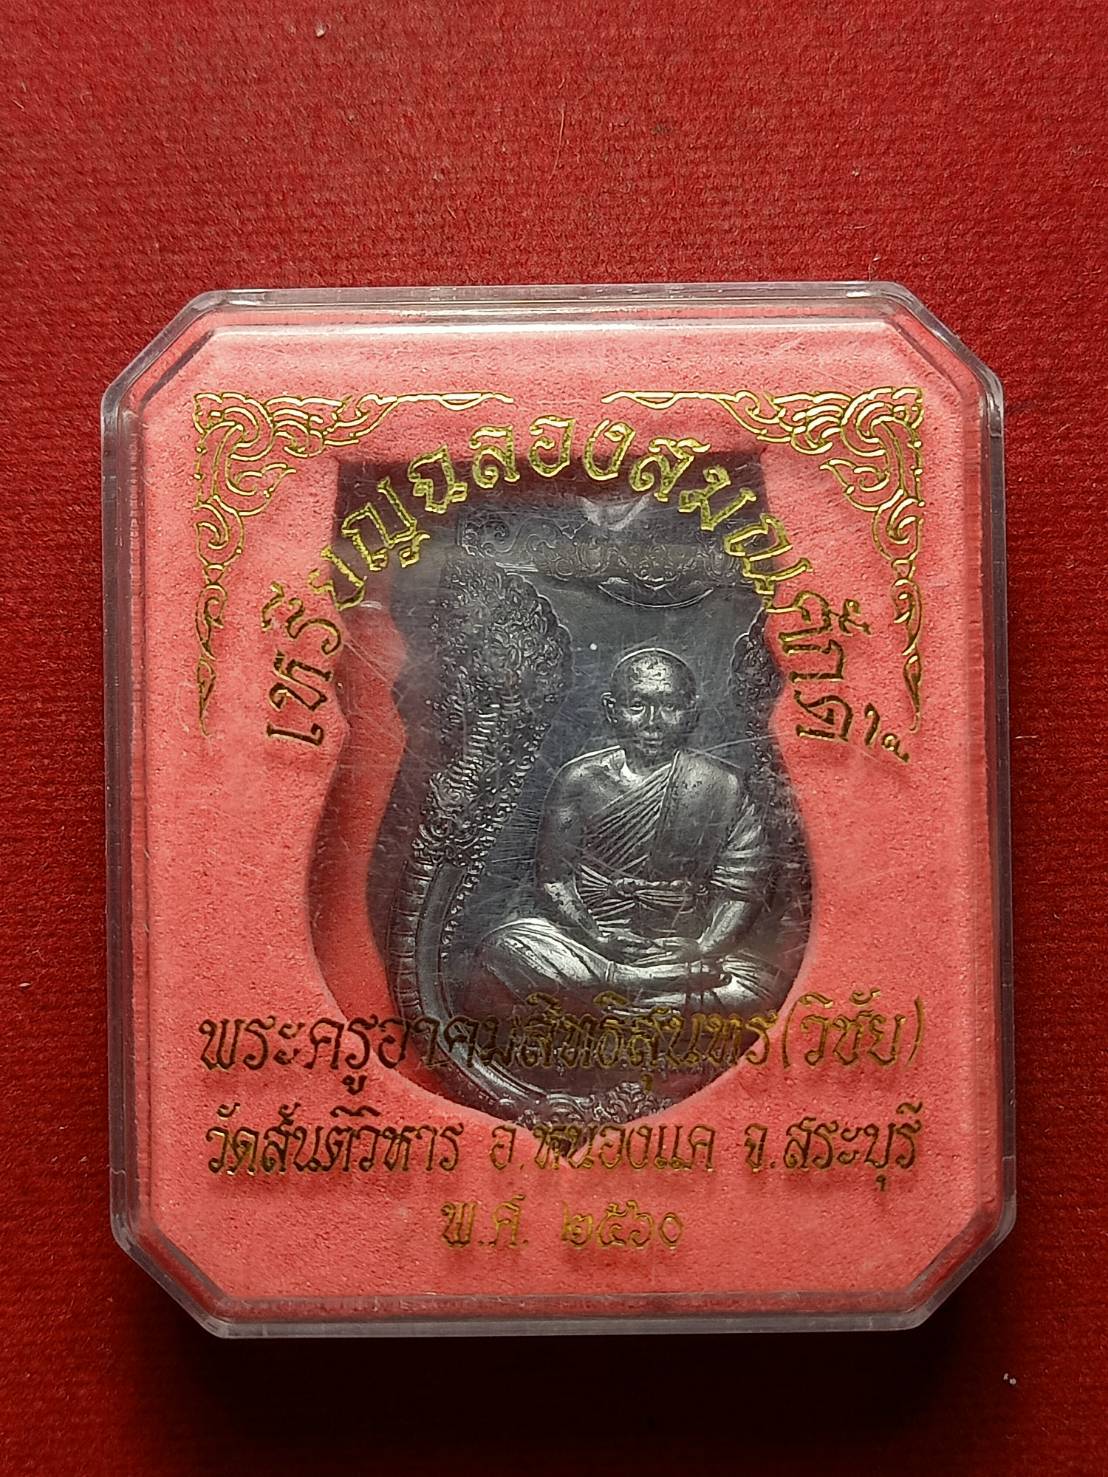 เหรียญฉลองสมณศักดิ์
พระครูอาคมสิทธิสุนทร(วิชัย)
วัดสันติวิหาร อ.หนองแค จ.สระบุรี
พ.ศ. ๒๕๖๐